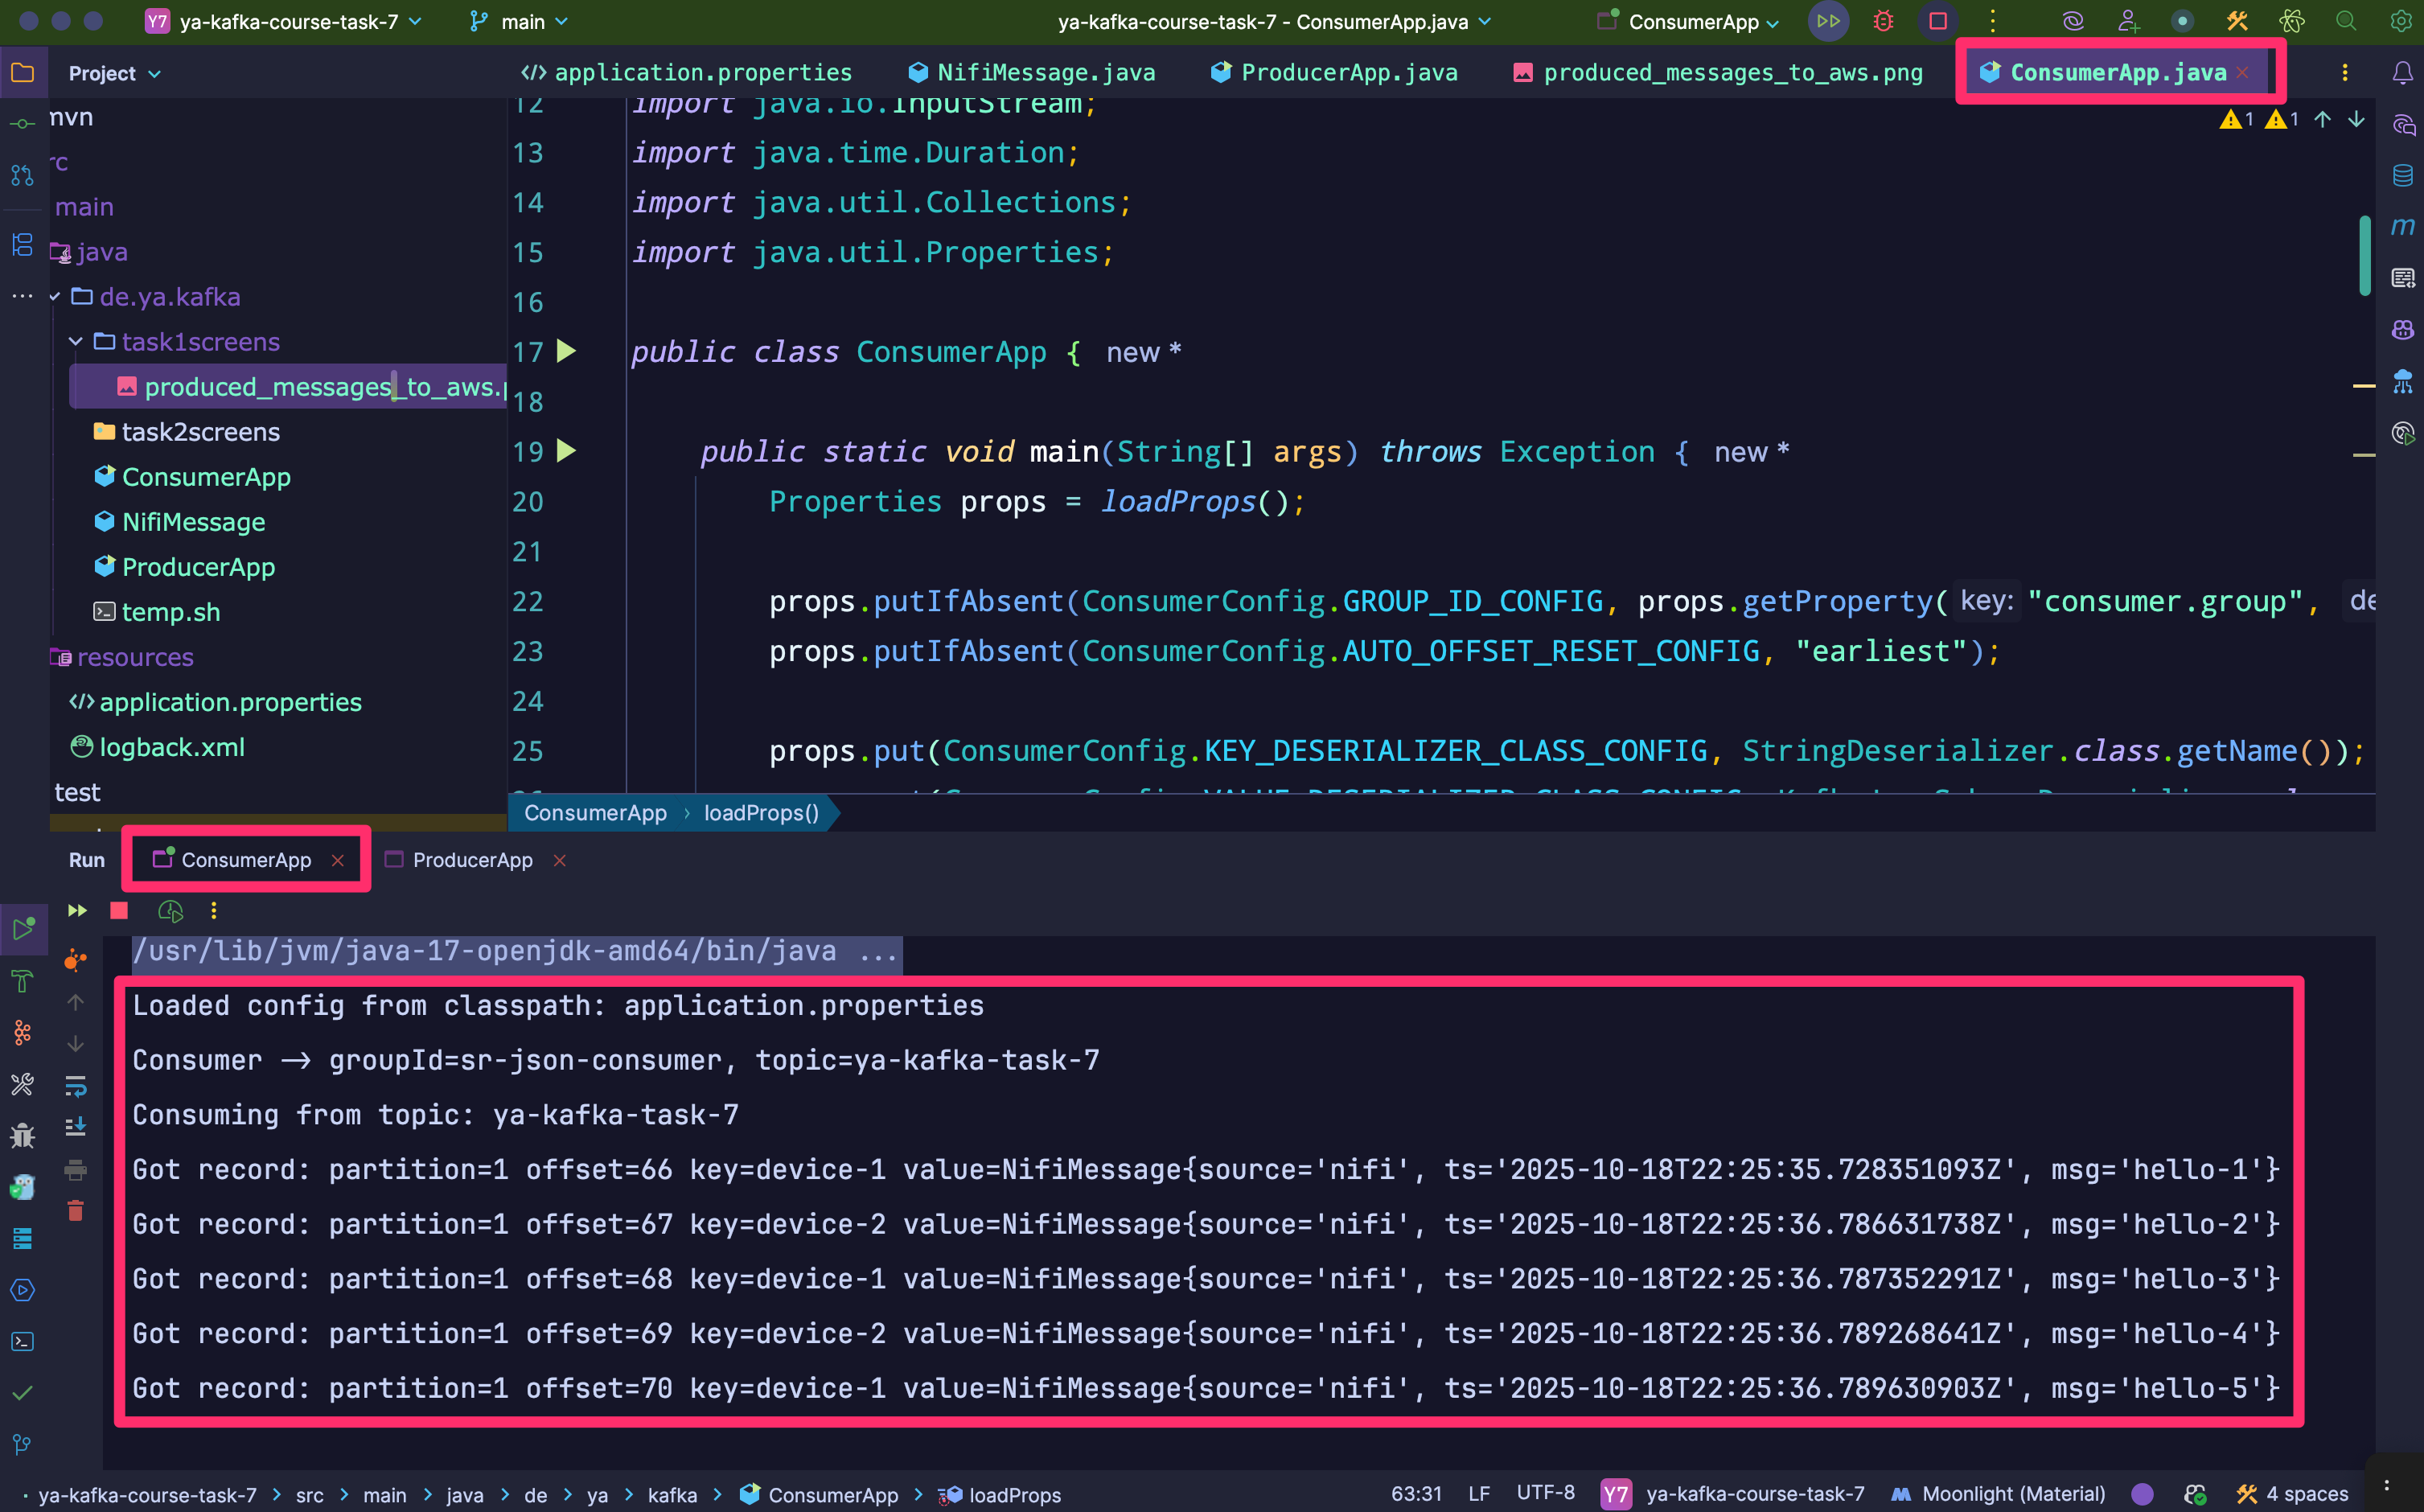 Y7 ya-kafka-course-task-7 main ya-kafka-course-task-7 - ConsumerApp.java ConsumerApp
Project
application.properties NifiMessage.java ProducerApp.java produced_messages_to_aws.png ConsumerApp.java
mvn
rc
main
java
de.ya.kafka
task1screens
produced_messages_to_aws.p
task2screens
ConsumerApp
NifiMessage
ProducerApp
temp.sh
resources
application.properties
logback.xml
test
1 1
12 import java.io.InputStream;
13 import java.time.Duration;
14 import java.util.Collections;
15 import java.util.Properties;
16
17 public class ConsumerApp { new *
18
19 public static void main(String[] args) throws Exception { new *
20 Properties props = loadProps();
21
22 props.putIfAbsent(ConsumerConfig.GROUP_ID_CONFIG, props.getProperty( key: "consumer.group", de
23 props.putIfAbsent(ConsumerConfig.AUTO_OFFSET_RESET_CONFIG, "earliest");
24
25 props.put(ConsumerConfig.KEY_DESERIALIZER_CLASS_CONFIG, StringDeserializer.class.getName());
ConsumerApp › loadProps()
Run ConsumerApp ProducerApp
/usr/lib/jvm/java-17-openjdk-amd64/bin/java ...
Loaded config from classpath: application.properties
Consumer → groupId=sr-json-consumer, topic=ya-kafka-task-7
Consuming from topic: ya-kafka-task-7
Got record: partition=1 offset=66 key=device-1 value=NifiMessage{source='nifi', ts='2025-10-18T22:25:35.728351093Z', msg='hello-1'}
Got record: partition=1 offset=67 key=device-2 value=NifiMessage{source='nifi', ts='2025-10-18T22:25:36.786631738Z', msg='hello-2'}
Got record: partition=1 offset=68 key=device-1 value=NifiMessage{source='nifi', ts='2025-10-18T22:25:36.787352291Z', msg='hello-3'}
Got record: partition=1 offset=69 key=device-2 value=NifiMessage{source='nifi', ts='2025-10-18T22:25:36.789268641Z', msg='hello-4'}
Got record: partition=1 offset=70 key=device-1 value=NifiMessage{source='nifi', ts='2025-10-18T22:25:36.789630903Z', msg='hello-5'}
ya-kafka-course-task-7 › src › main › java › de › ya › kafka › ConsumerApp › loadProps 63:31 LF UTF-8 Y7 ya-kafka-course-task-7 Moonlight (Material) 4 spaces